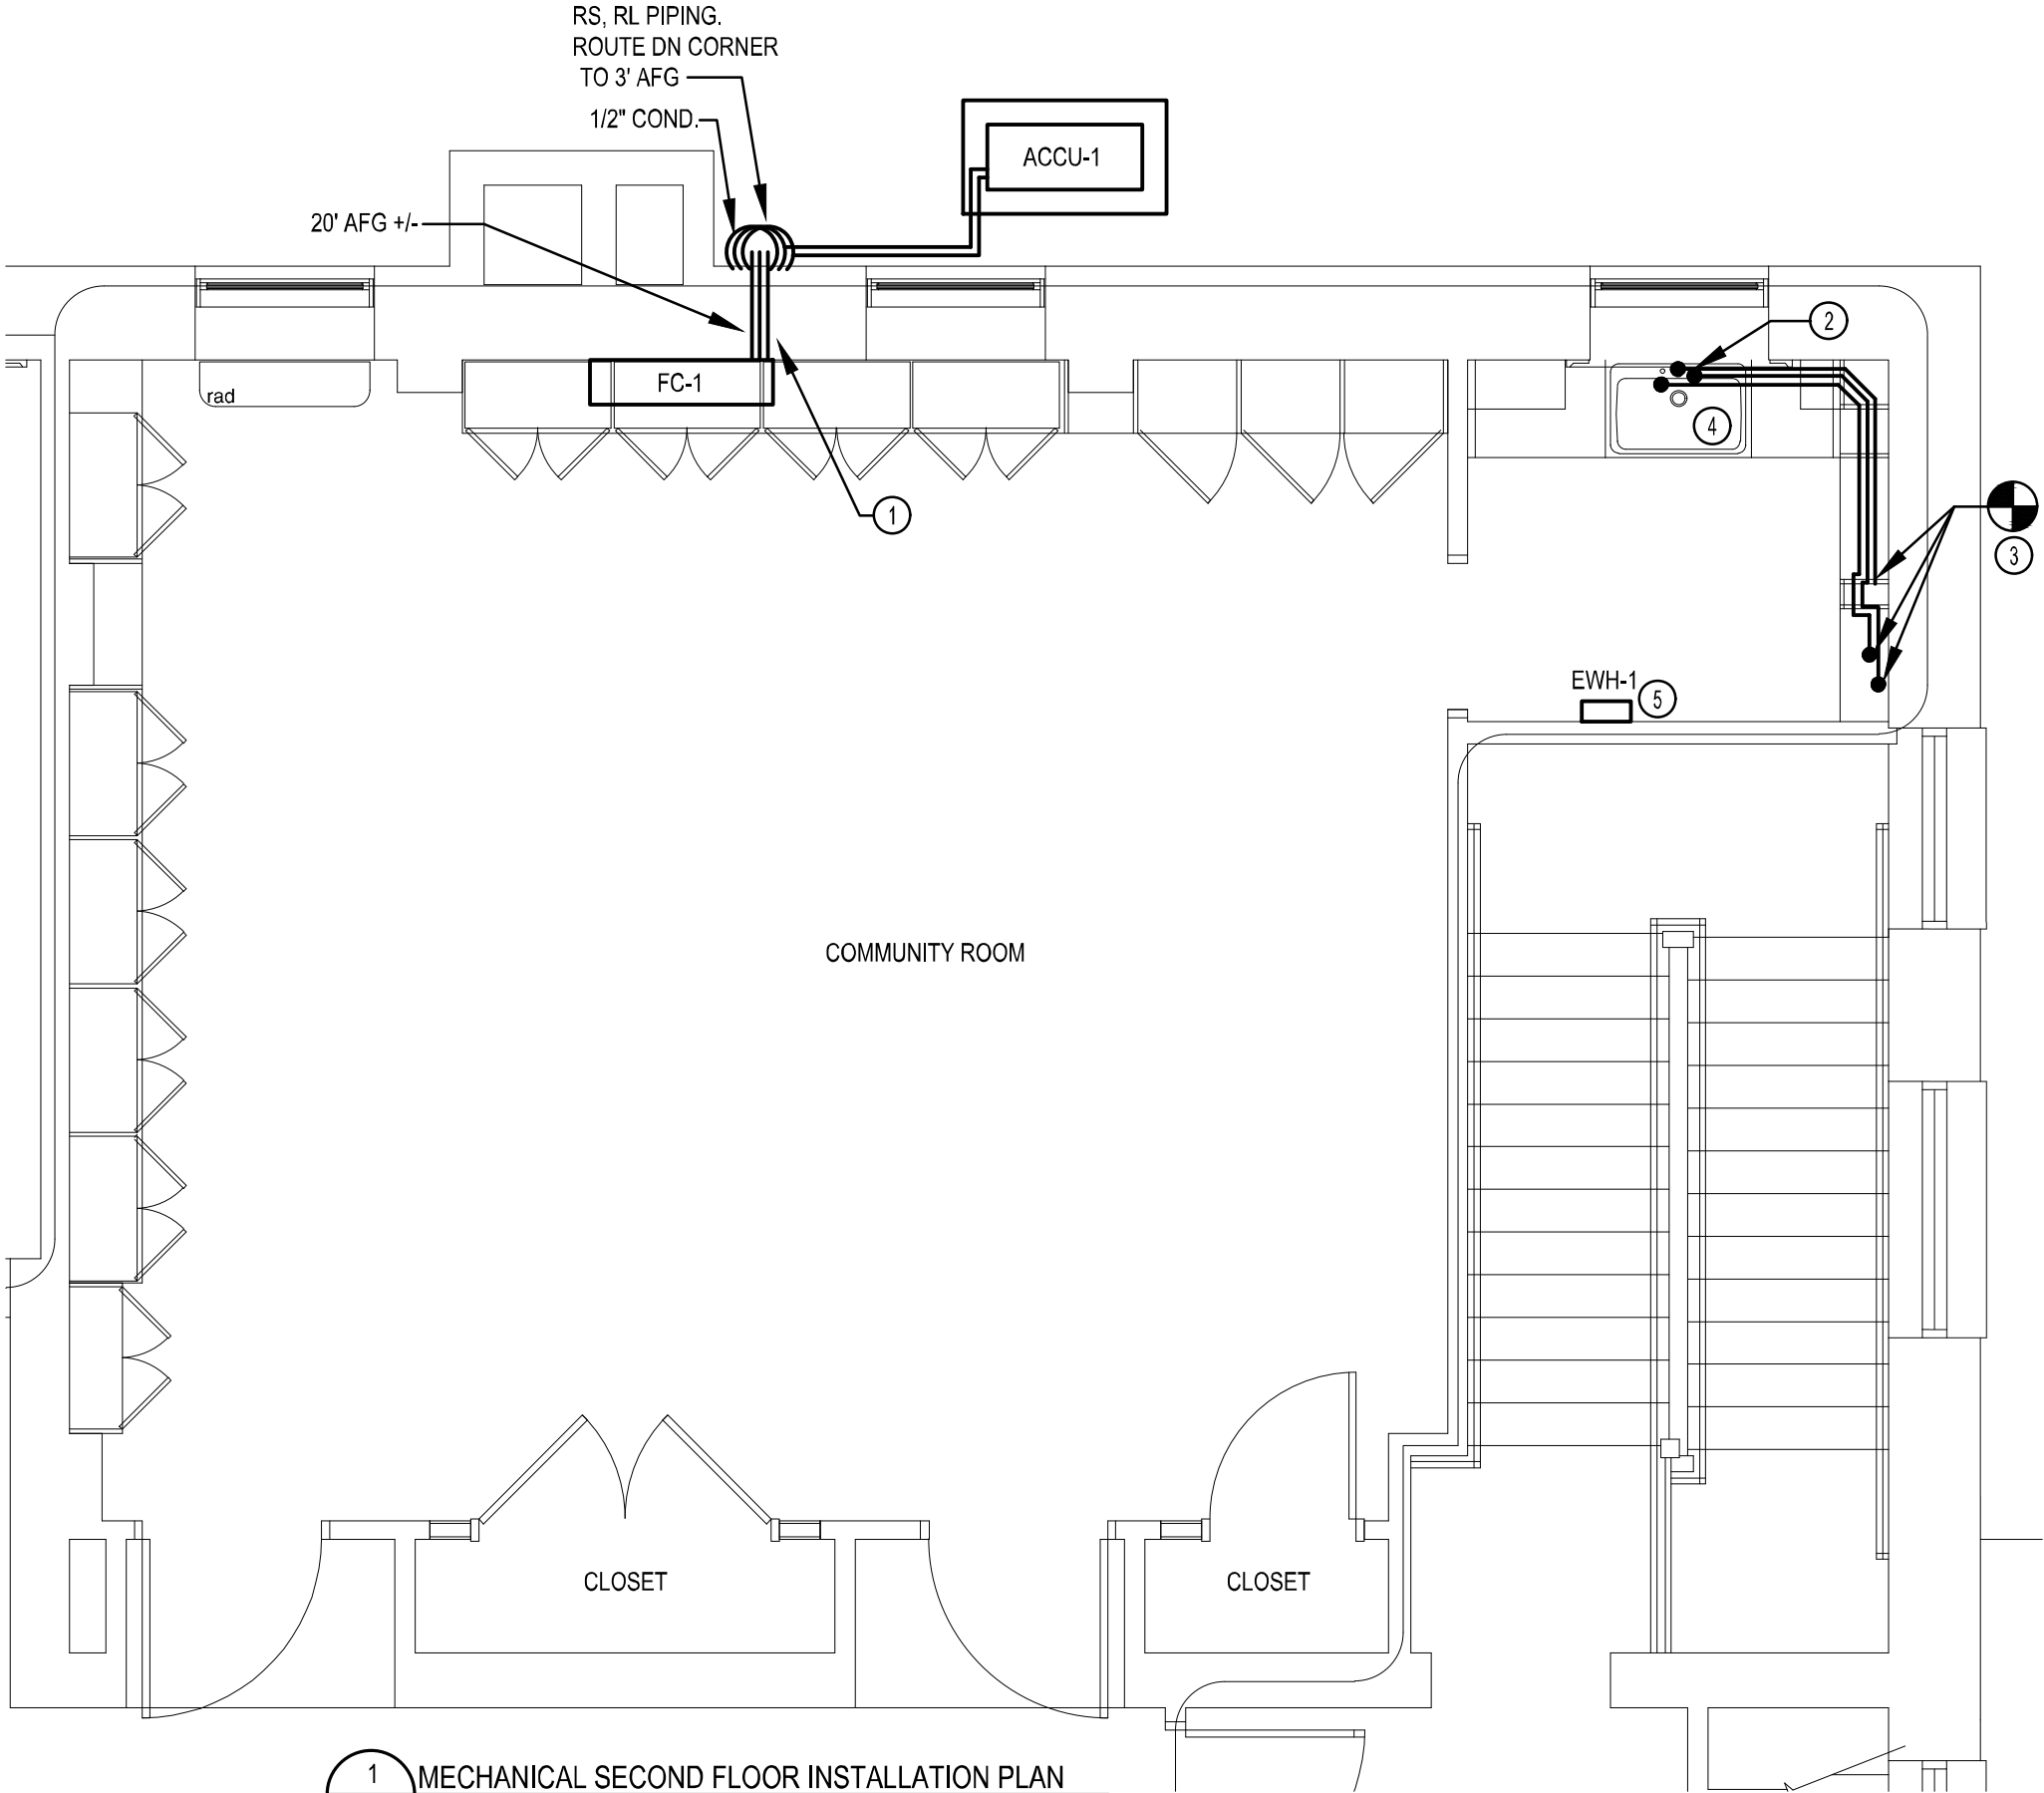 RS, RL PIPING.
ROUTE DN CORNER
TO 3' AFG
1/2" COND.
ACCU-1
20' AFG +/-
2
rad
FC-1
4
1
3
EWH-1
5
COMMUNITY ROOM
CLOSET
CLOSET
1
MECHANICAL SECOND FLOOR INSTALLATION PLAN